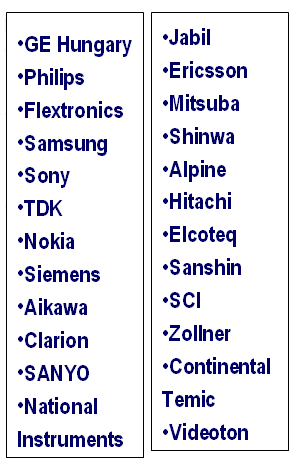 •GE Hungary
•Philips
•Flextronics
•Samsung
•Sony
•TDK
•Nokia
•Siemens
•Aikawa
•Clarion
•SANYO
•National
Instruments
•Jabil
•Ericsson
•Mitsuba
•Shinwa
•Alpine
•Hitachi
•Elcoteq
•Sanshin
•SCI
•Zollner
•Continental
Temic
•Videoton